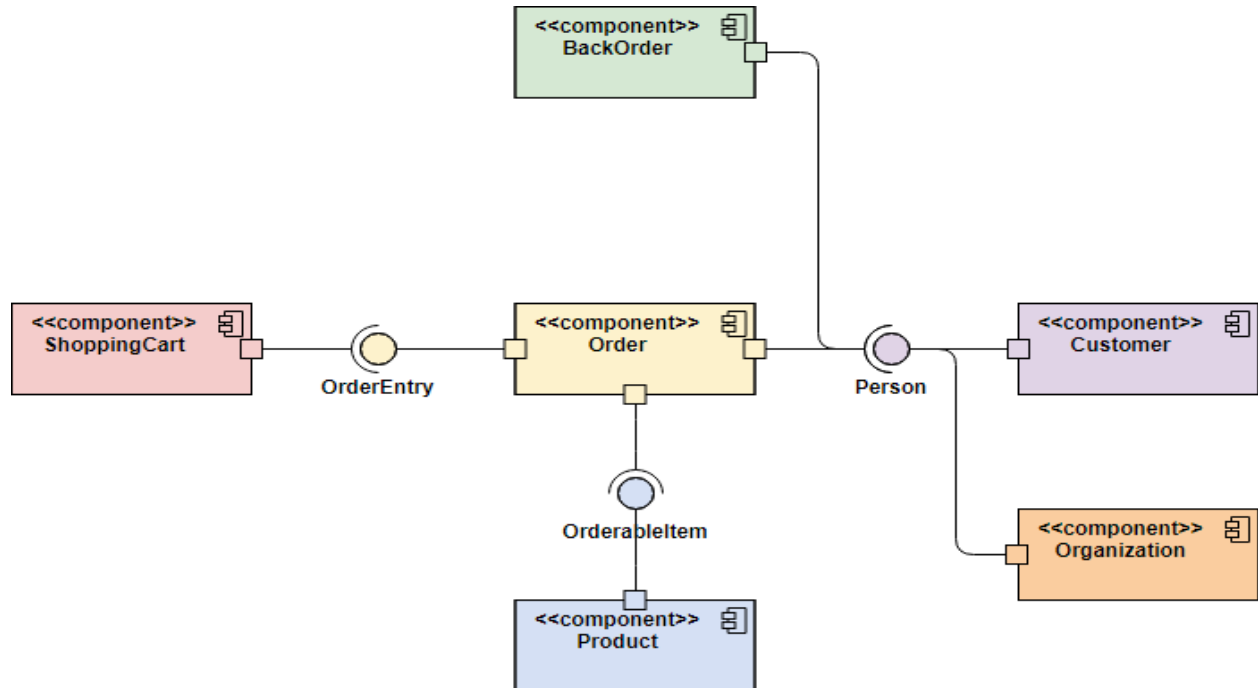 <<component>>
BackOrder
<<component>>
ShoppingCart
OrderEntry
<<component>>
Order
Person
<<component>>
Customer
OrderableItem
<<component>>
Organization
<<component>>
Product